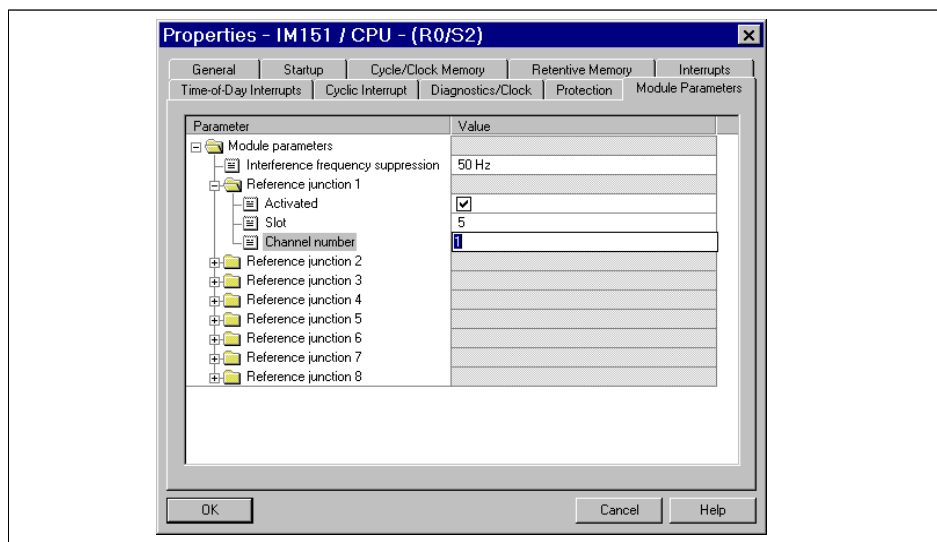 Properties - IM151 / CPU - (R0/S2)
General Startup Cycle/Clock Memory Retentive Memory Interrupts
Time-of-Day Interrupts Cyclic Interrupt Diagnostics/Clock Protection Module Parameters
Parameter Value
Module parameters
Interference frequency suppression 50 Hz
Reference junction 1
Activated
Slot 5
Channel number 1
Reference junction 2
Reference junction 3
Reference junction 4
Reference junction 5
Reference junction 6
Reference junction 7
Reference junction 8
OK Cancel Help